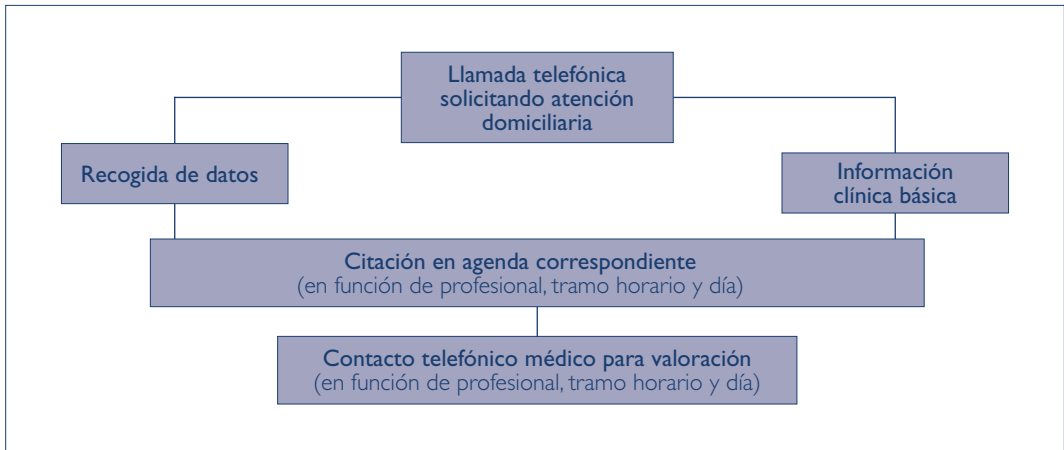 Llamada telefónica
solicitando atención
domiciliaria
Recogida de datos
Información
clínica básica
Citación en agenda correspondiente
(en función de profesional, tramo horario y día)
Contacto telefónico médico para valoración
(en función de profesional, tramo horario y día)